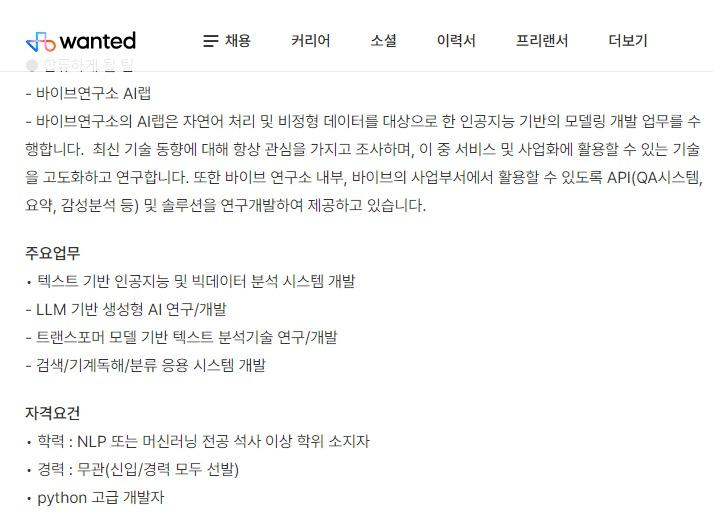 wanted
채용
커리어
소셜
이력서
프리랜서
더보기
● 합류하게 될 팀
- 바이브연구소 AI랩
- 바이브연구소의 AI랩은 자연어 처리 및 비정형 데이터를 대상으로 한 인공지능 기반의 모델링 개발 업무를 수
행합니다. 최신 기술 동향에 대해 항상 관심을 가지고 조사하며, 이 중 서비스 및 사업화에 활용할 수 있는 기술
을 고도화하고 연구합니다. 또한 바이브 연구소 내부, 바이브의 사업부서에서 활용할 수 있도록 API(QA시스템,
요약, 감성분석 등) 및 솔루션을 연구개발하여 제공하고 있습니다.
주요업무
• 텍스트 기반 인공지능 및 빅데이터 분석 시스템 개발
- LLM 기반 생성형 AI 연구/개발
- 트랜스포머 모델 기반 텍스트 분석기술 연구/개발
- 검색/기계독해/분류 응용 시스템 개발
자격요건
• 학력 : NLP 또는 머신러닝 전공 석사 이상 학위 소지자
• 경력 : 무관(신입/경력 모두 선발)
• python 고급 개발자